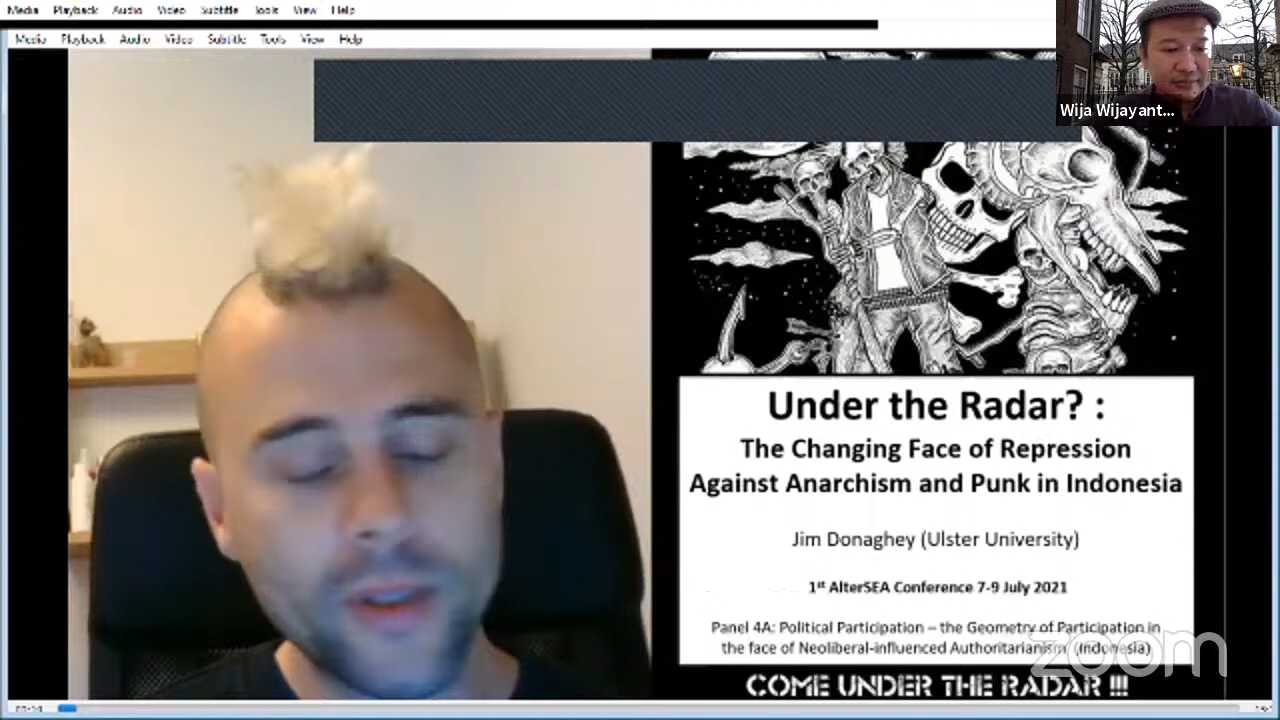 Media Playback Audio Video Subtitle Tools View Help
Media Playback Audio Video Subtitle Tools View Help
Wija Wijayant...
Under the Radar? :
The Changing Face of Repression
Against Anarchism and Punk in Indonesia
Jim Donaghey (Ulster University)
1st AlterSEA Conference 7-9 July 2021
Panel 4A: Political Participation – the Geometry of Participation in
the face of Neoliberal-influenced Authoritarianism (Indonesia)
zoom
COME UNDER THE RADAR !!!